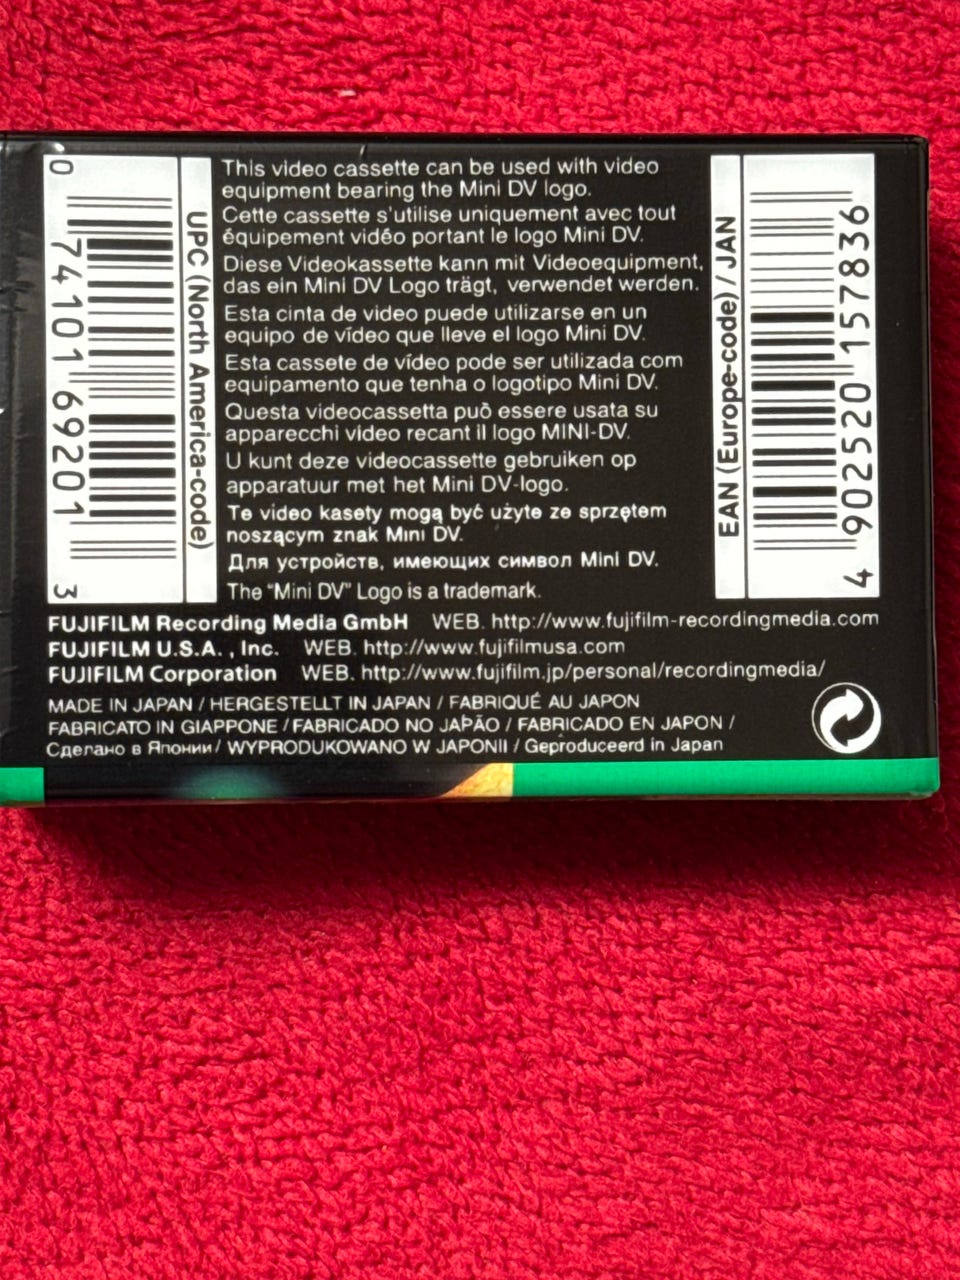 0 74101 69201 3
UPC (North America-code)
This video cassette can be used with video
equipment bearing the Mini DV logo.
Cette cassette s'utilise uniquement avec tout
équipement vidéo portant le logo Mini DV.
Diese Videokassette kann mit Videoequipment,
das ein Mini DV Logo trägt, verwendet werden.
Esta cinta de video puede utilizarse en un
equipo de vídeo que lleve el logo Mini DV.
Esta cassete de vídeo pode ser utilizada com
equipamento que tenha o logotipo Mini DV.
Questa videocassetta può essere usata su
apparecchi video recant il logo MINI-DV.
U kunt deze videocassette gebruiken op
apparatuur met het Mini DV-logo.
Te video kasety mogą być użyte ze sprzętem
noszącym znak Mini DV.
Для устройств, имеющих символ Mini DV.
The "Mini DV" Logo is a trademark.
EAN (Europe-code) / JAN
4 902520 157836
FUJIFILM Recording Media GmbH WEB. http://www.fujifilm-recordingmedia.com
FUJIFILM U.S.A. , Inc. WEB. http://www.fujifilmusa.com
FUJIFILM Corporation WEB. http://www.fujifilm.jp/personal/recordingmedia/
MADE IN JAPAN / HERGESTELLT IN JAPAN / FABRIQUÉ AU JAPON
FABRICATO IN GIAPPONE / FABRICADO NO JAPÃO / FABRICADO EN JAPON /
Сделано в Японии / WYPRODUKOWANO W JAPONII / Geproduceerd in Japan